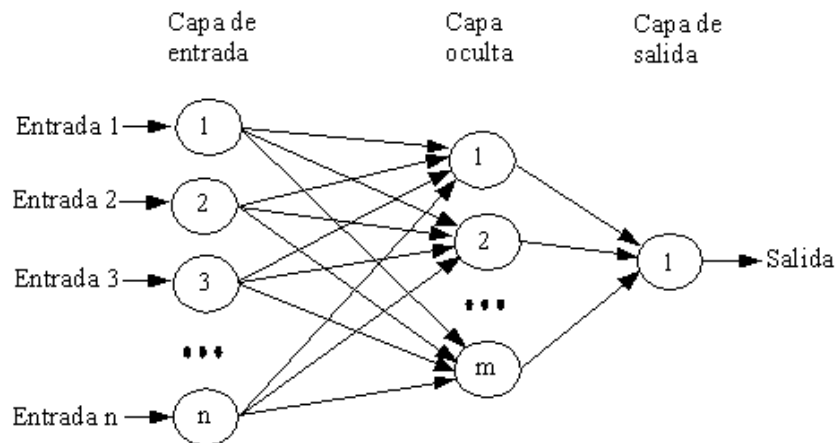 Capa de entrada
Capa oculta
Capa de salida
Entrada 1
1
1
Entrada 2
2
2
Entrada 3
3
1
Salida
...
...
m
Entrada n
n